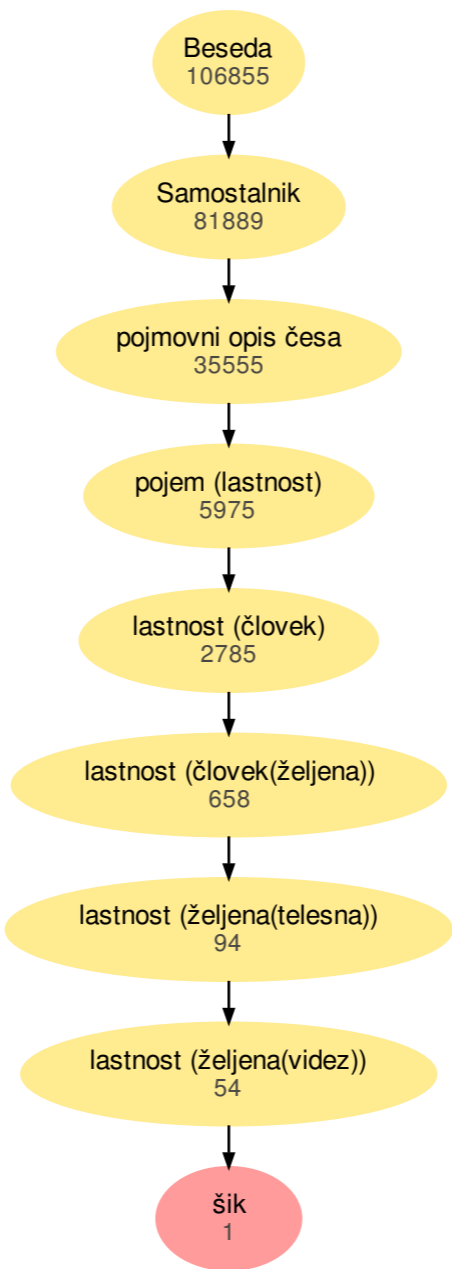 Beseda
106855
Samostalnik
81889
pojmovni opis česa
35555
pojem (lastnost)
5975
lastnost (človek)
2785
lastnost (človek(željena))
658
lastnost (željena(telesna))
94
lastnost (željena(videz))
54
šik
1